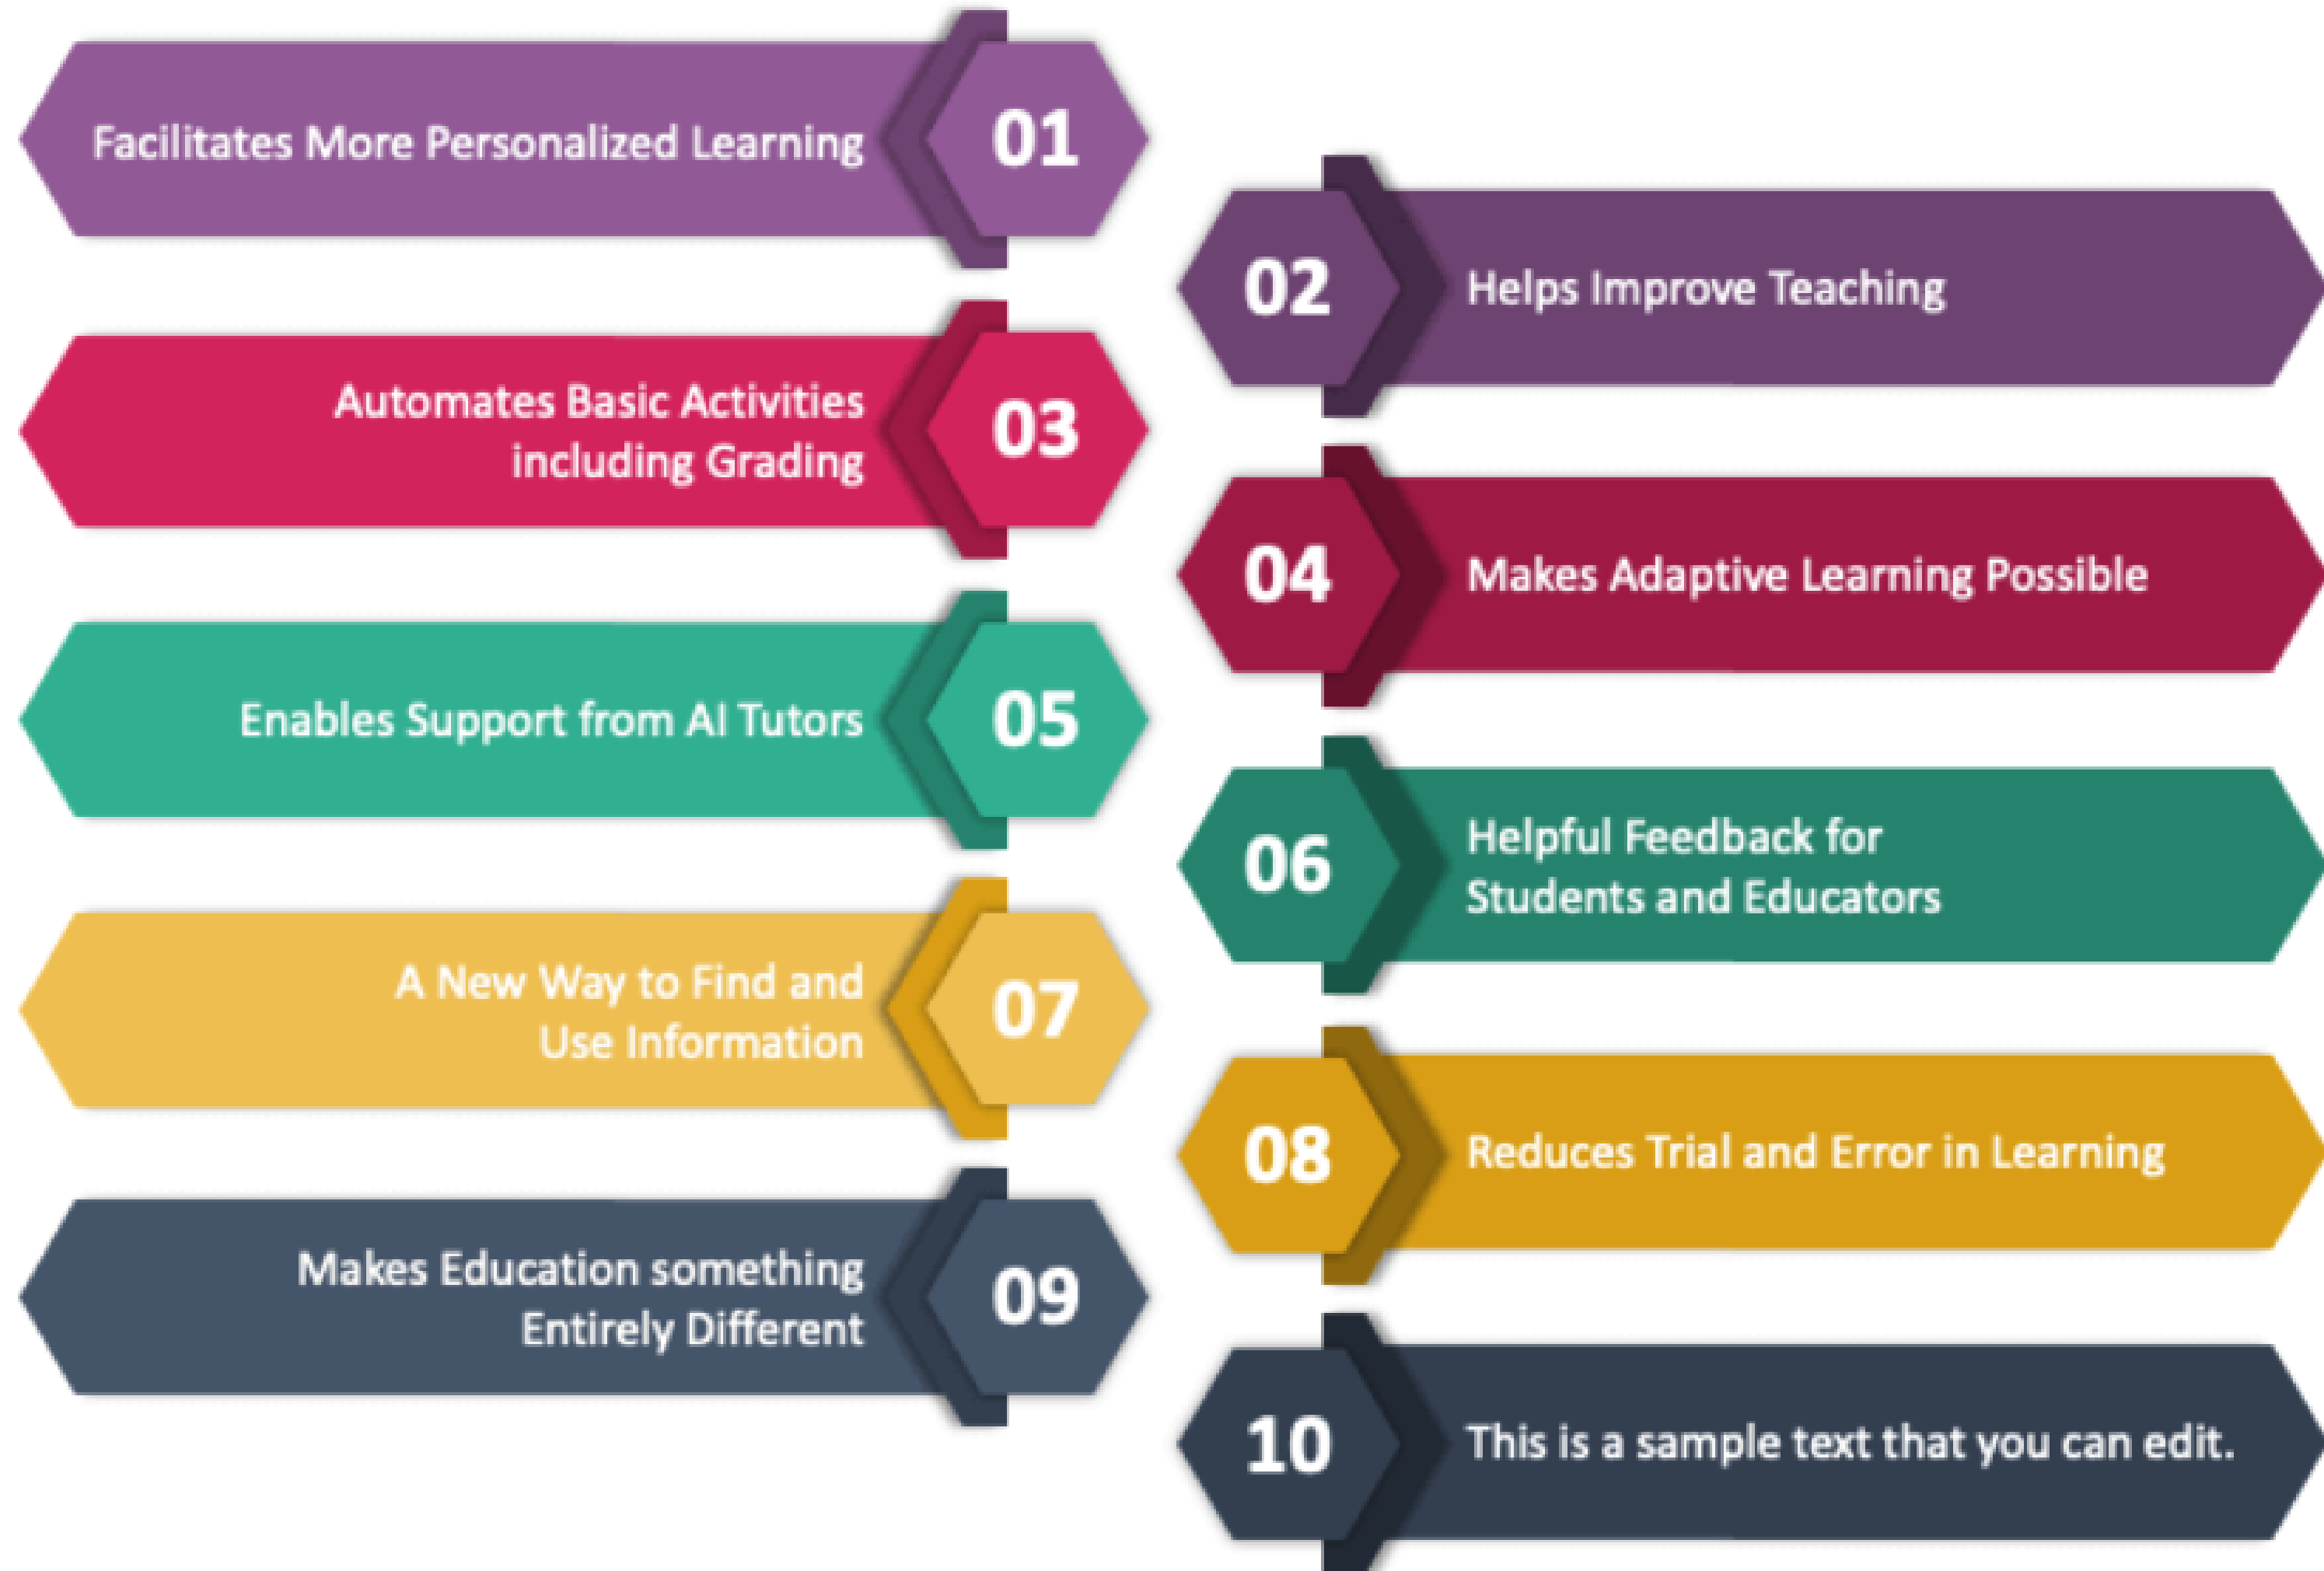 Facilitates More Personalized Learning
01
02
Helps Improve Teaching
Automates Basic Activities
including Grading
03
04
Makes Adaptive Learning Possible
Enables Support from AI Tutors
05
06
Helpful Feedback for
Students and Educators
A New Way to Find and
Use Information
07
08
Reduces Trial and Error in Learning
Makes Education something
Entirely Different
09
10
This is a sample text that you can edit.